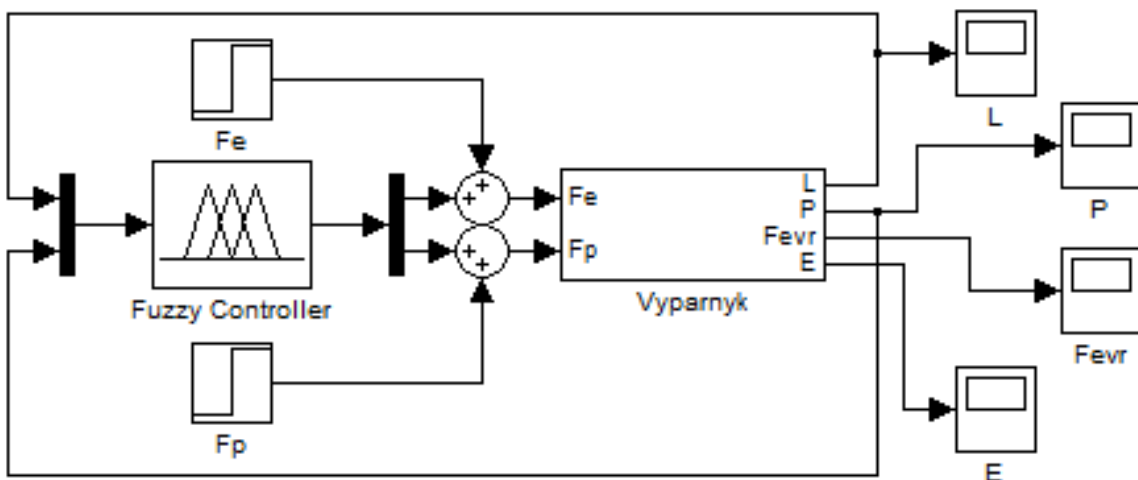 Fe
Fuzzy Controller
Fp
+
+
+
+
Fe
Fp
L
P
Fevr
E
Vyparnyk
L
P
Fevr
E